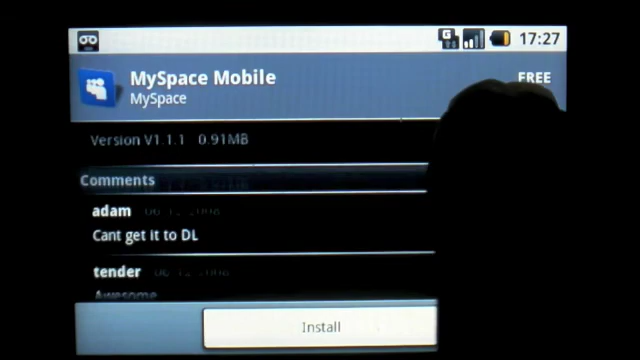 17:27
MySpace Mobile
FREE
MySpace
Version V1.1.1 0.91MB
Comments
adam
Cant get it to DL
tender
Awesome
Install